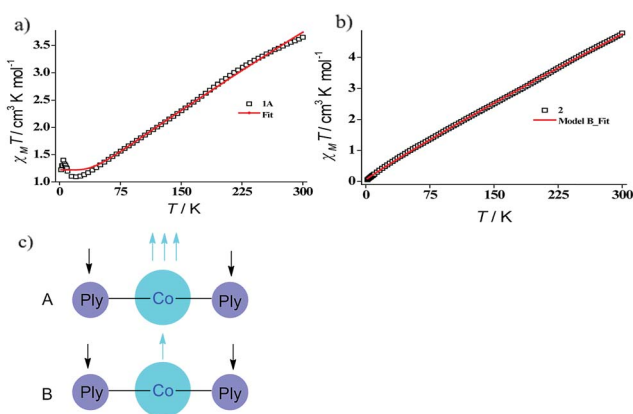 a)
3.5
3.0
2.5
2.0
1.5
1.0
χ_M T / cm³ K mol⁻¹
1A
Fit
0 75 150 225 300
T / K
b)
4
3
2
1
0
χ_M T / cm³ K mol⁻¹
2
Model B_Fit
0 75 150 225 300
T / K
c)
A Ply Co Ply
B Ply Co Ply